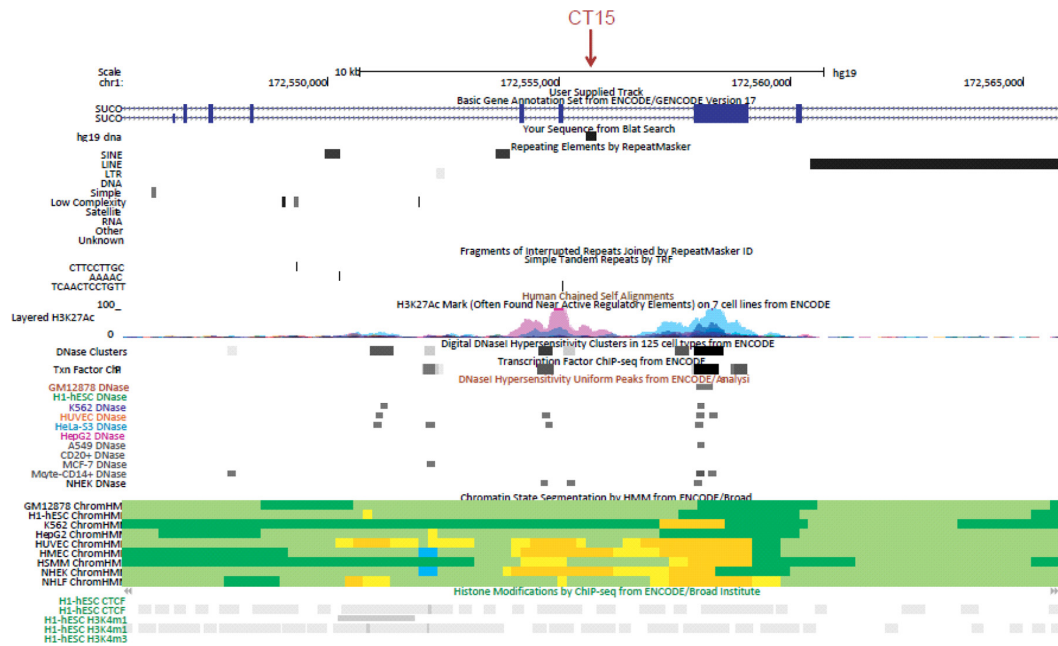 CT15
Scale 10 kb hg19
chr1: 172,550,000 172,555,000 172,560,000 172,565,000
User Supplied Track
Basic Gene Annotation Set from ENCODE/GENCODE Version 17
SUCO
SUCO
Your Sequence from Blat Search
hg19 dna
Repeating Elements by RepeatMasker
SINE
LINE
LTR
DNA
Simple
Low Complexity
Satellite
RNA
Other
Unknown
Fragments of Interrupted Repeats Joined by RepeatMasker ID
Simple Tandem Repeats by TRF
CTTCCTTGC
AAAAC
TCAACTCCTGTT
Human Chained Self Alignments
100_ H3K27Ac Mark (Often Found Near Active Regulatory Elements) on 7 cell lines from ENCODE
Layered H3K27Ac
0
Digital DNaseI Hypersensitivity Clusters in 125 cell types from ENCODE
DNase Clusters
Transcription Factor ChIP-seq from ENCODE
Txn Factor ChIP
DNaseI Hypersensitivity Uniform Peaks from ENCODE/Analysi
GM12878 DNase
H1-hESC DNase
K562 DNase
HUVEC DNase
HeLa-S3 DNase
HepG2 DNase
A549 DNase
CD20+ DNase
MCF-7 DNase
DNase
NHEK DNase
Chromatin State Segmentation by HMM from ENCODE/Broad
GM12878 ChromHMM
H1-hESC ChromHMM
K562 ChromHMM
HepG2 ChromHMM
HUVEC ChromHMM
HMEC ChromHMM
HSMM ChromHMM
NHEK ChromHMM
NHLF ChromHMM
Histone Modifications by ChIP-seq from ENCODE/Broad Institute
H1-hESC CTCF
H1-hESC CTCF
H1-hESC H3K4m1
H1-hESC H3K4m1
H1-hESC H3K4m3